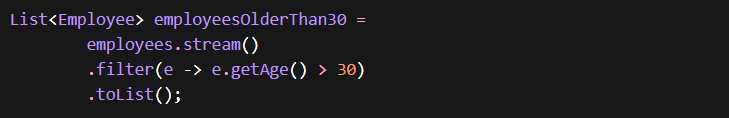 List<Employee> employeesOlderThan30 =
        employees.stream()
        .filter(e -> e.getAge() > 30)
        .toList();